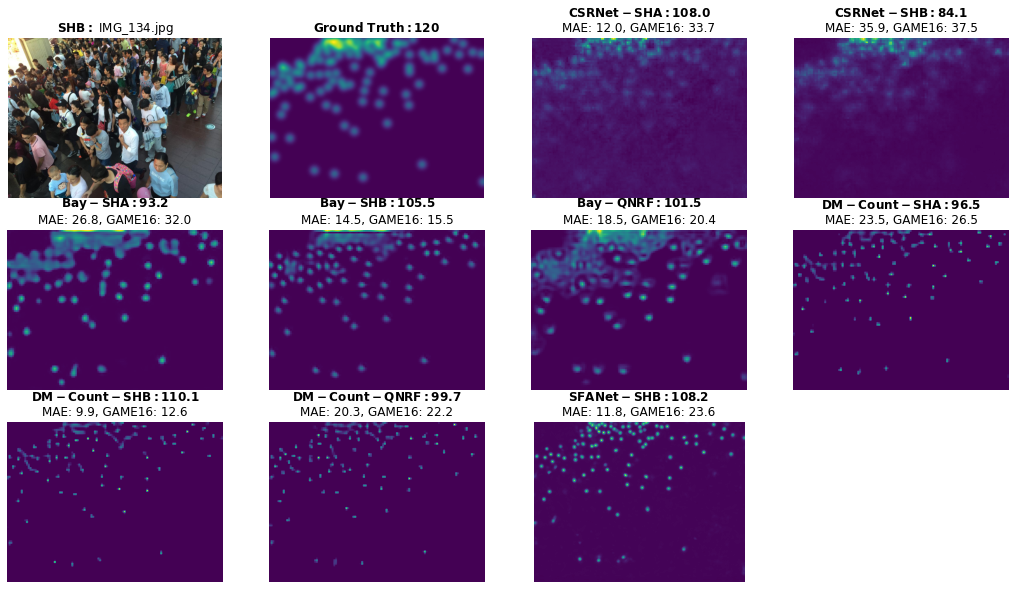 SHB: IMG_134.jpg
Ground Truth:120
CSRNet-SHA:108.0
MAE: 12.0, GAME16: 33.7
CSRNet-SHB:84.1
MAE: 35.9, GAME16: 37.5
Bay-SHA:93.2
MAE: 26.8, GAME16: 32.0
Bay-SHB:105.5
MAE: 14.5, GAME16: 15.5
Bay-QNRF:101.5
MAE: 18.5, GAME16: 20.4
DM-Count-SHA:96.5
MAE: 23.5, GAME16: 26.5
DM-Count-SHB:110.1
MAE: 9.9, GAME16: 12.6
DM-Count-QNRF:99.7
MAE: 20.3, GAME16: 22.2
SFANet-SHB:108.2
MAE: 11.8, GAME16: 23.6